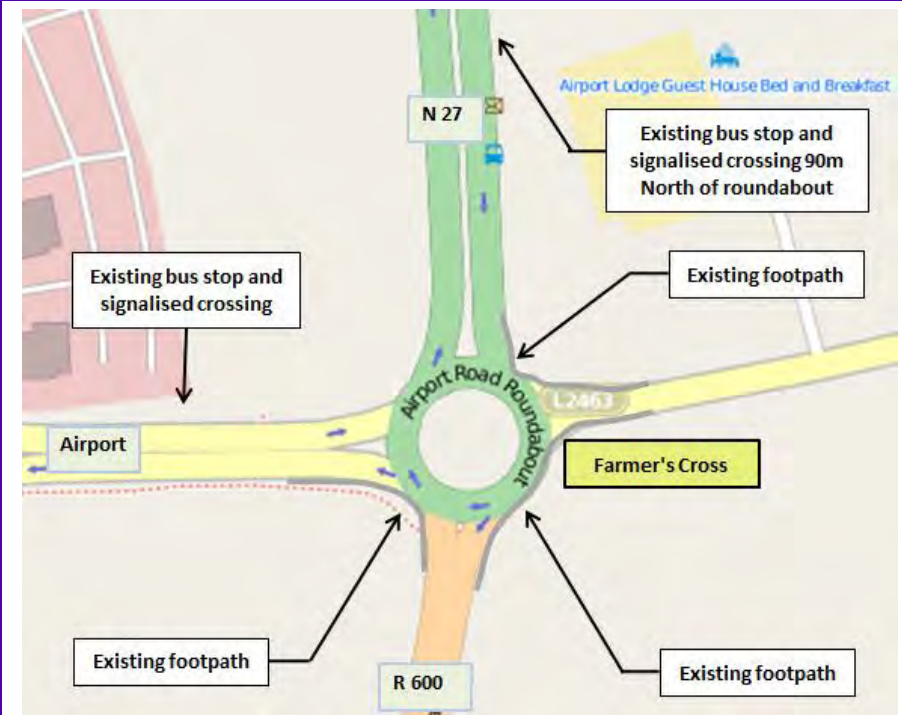 N 27
Airport Lodge Guest House Bed and Breakfast
Existing bus stop and
signalised crossing 90m
North of roundabout
Existing bus stop and
signalised crossing
Existing footpath
Airport Road Roundabout
L2463
Airport
Farmer's Cross
Existing footpath
R 600
Existing footpath